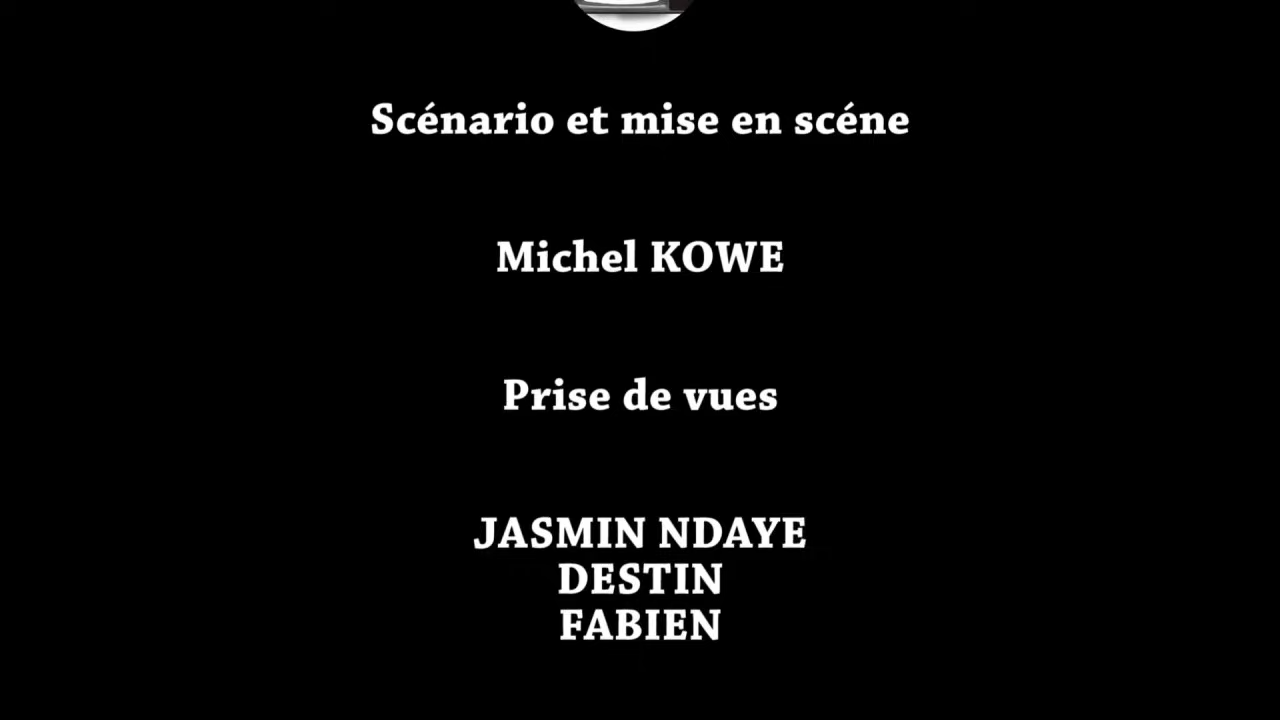 Scénario et mise en scéne
Michel KOWE
Prise de vues
JASMIN NDAYE
DESTIN
FABIEN